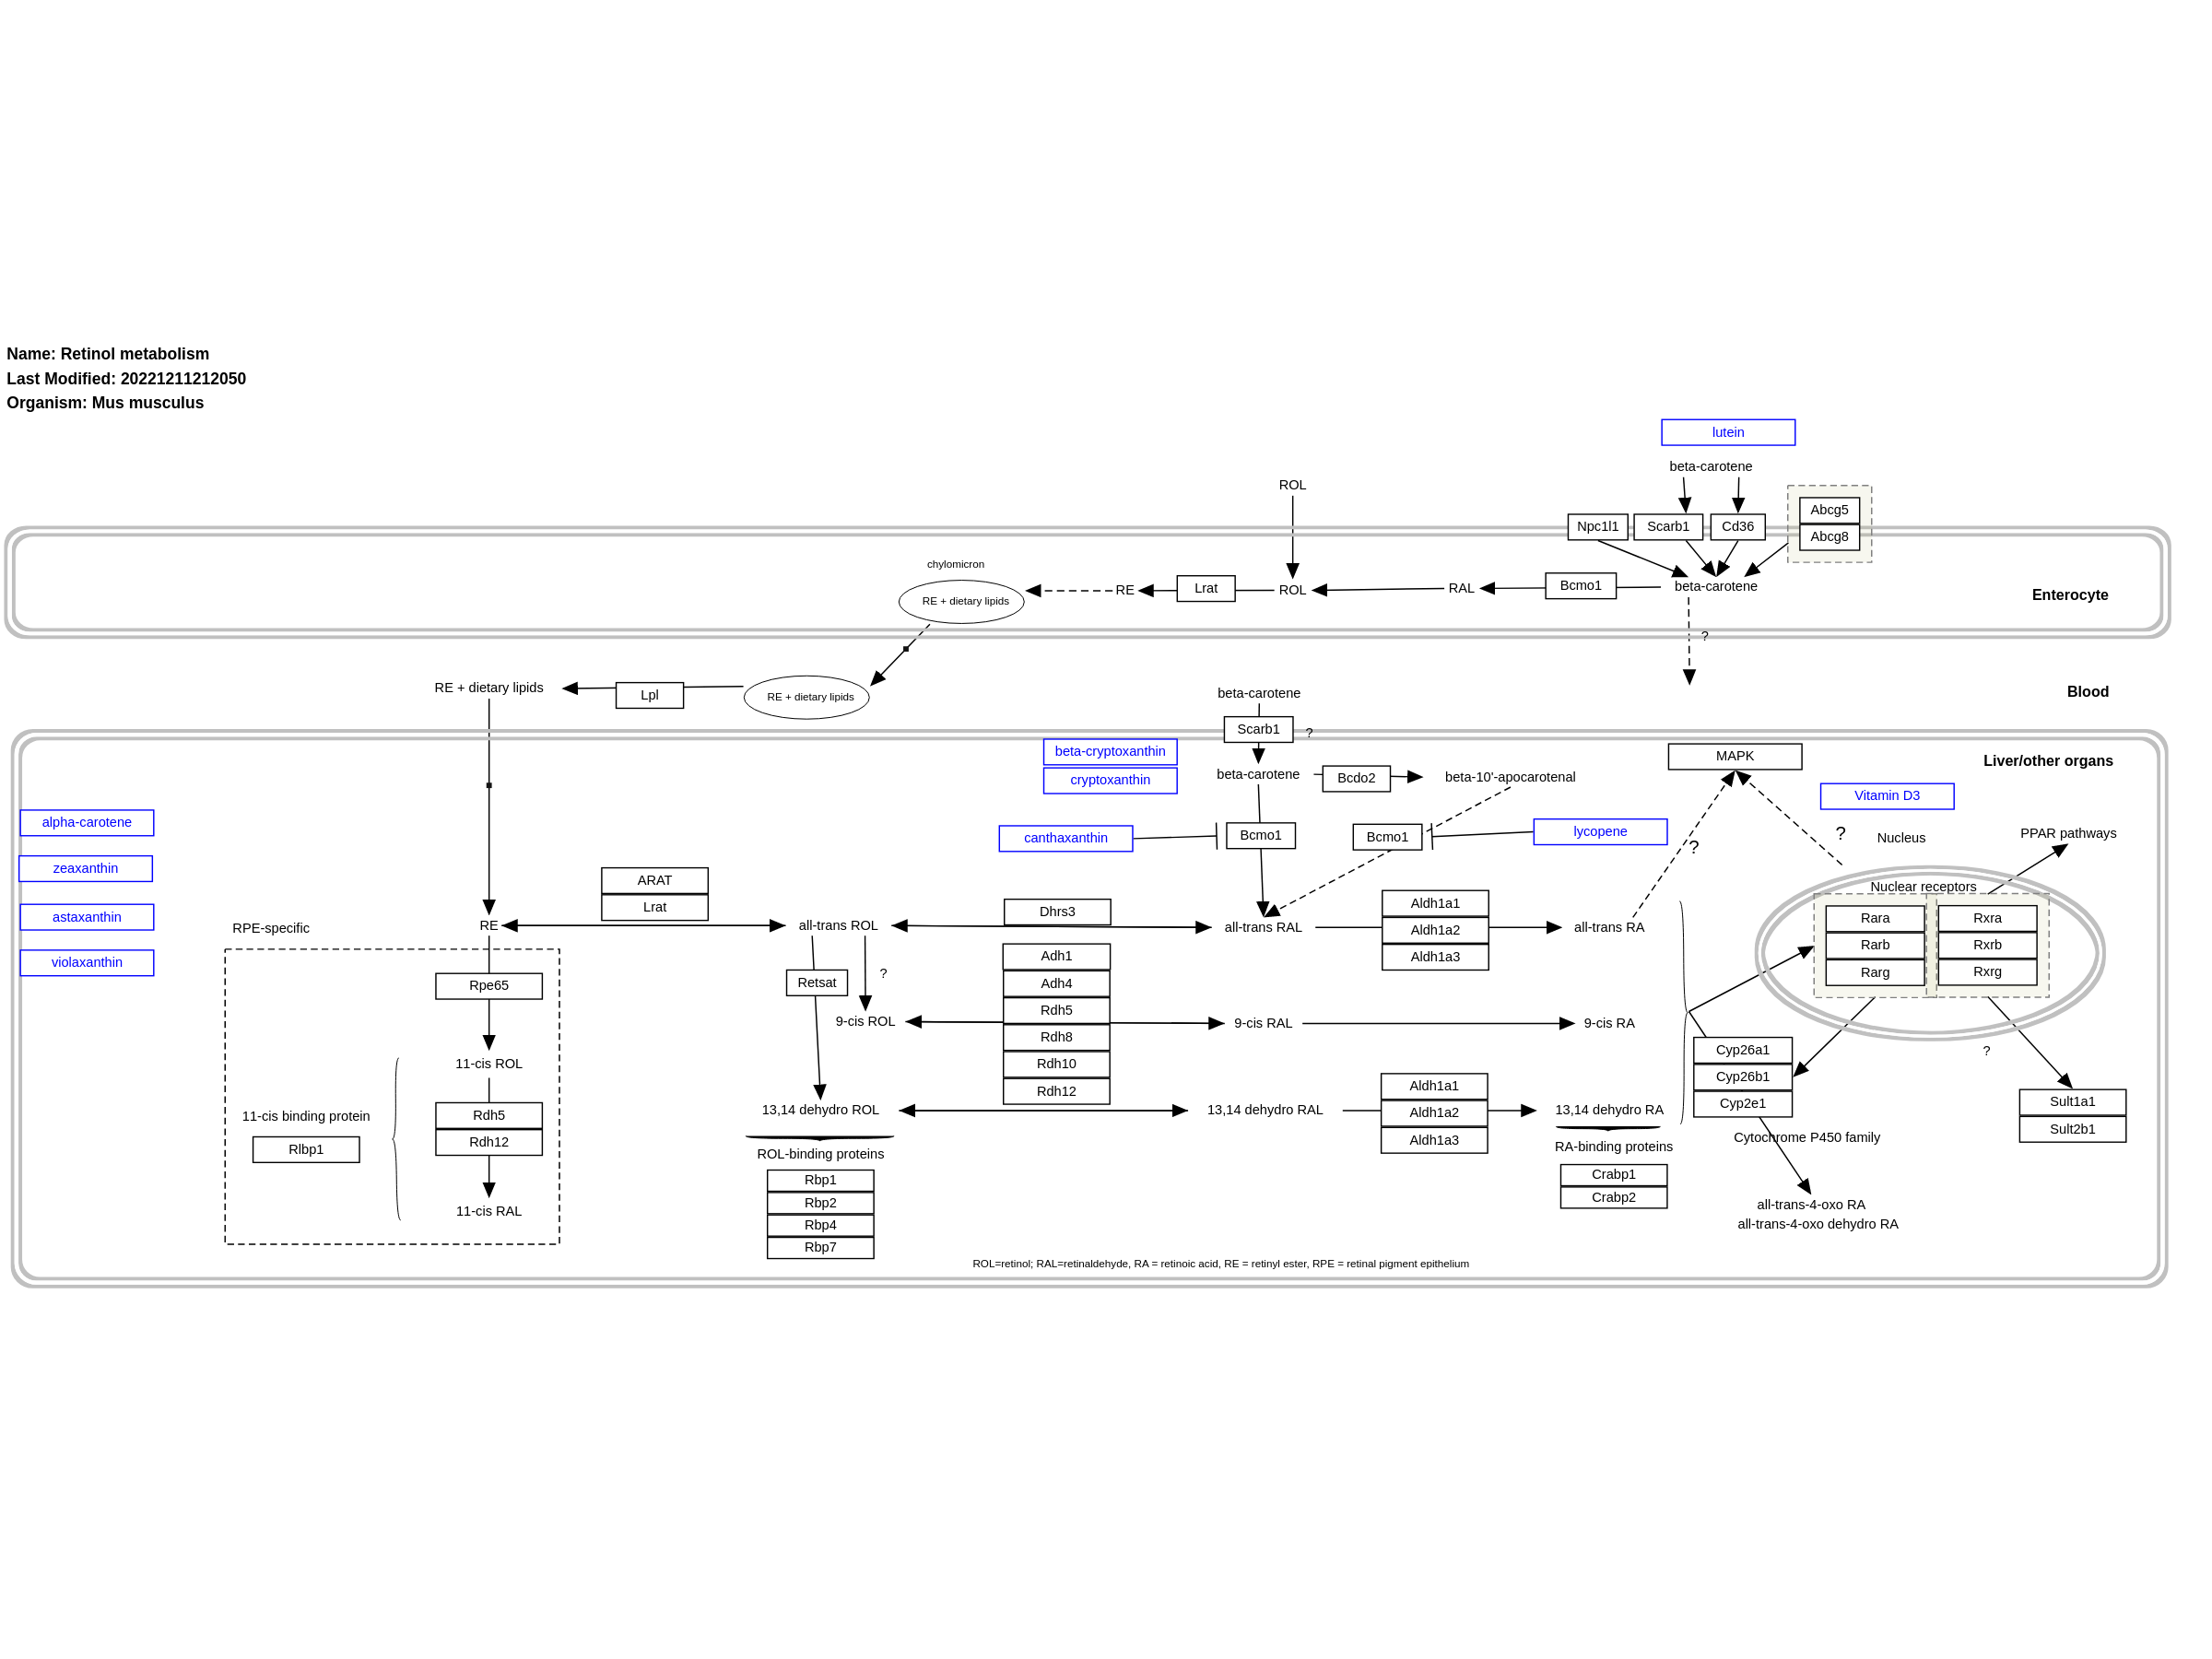 Name: Retinol metabolism
Last Modified: 20221211212050
Organism: Mus musculus
lutein
beta-carotene
ROL
Abcg5
Abcg8
Npc1l1
Scarb1
Cd36
chylomicron
RE + dietary lipids
RE
Lrat
ROL
RAL
Bcmo1
beta-carotene
Enterocyte
?
RE + dietary lipids
Lpl
RE + dietary lipids
beta-carotene
Blood
Scarb1
?
beta-cryptoxanthin
cryptoxanthin
beta-carotene
Bcdo2
beta-10'-apocarotenal
MAPK
Liver/other organs
Vitamin D3
alpha-carotene
canthaxanthin
Bcmo1
Bcmo1
lycopene
?
?
Nucleus
PPAR pathways
zeaxanthin
astaxanthin
violaxanthin
ARAT
Lrat
RPE-specific
RE
all-trans ROL
Dhrs3
all-trans RAL
Aldh1a1
Aldh1a2
Aldh1a3
all-trans RA
Nuclear receptors
Rara
Rarb
Rarg
Rxra
Rxrb
Rxrg
Rpe65
Retsat
?
Adh1
Adh4
Rdh5
Rdh8
Rdh10
Rdh12
9-cis ROL
9-cis RAL
9-cis RA
11-cis ROL
Cyp26a1
Cyp26b1
Cyp2e1
?
11-cis binding protein
Rlbp1
Rdh5
Rdh12
11-cis RAL
13,14 dehydro ROL
13,14 dehydro RAL
Aldh1a1
Aldh1a2
Aldh1a3
13,14 dehydro RA
Sult1a1
Sult2b1
Cytochrome P450 family
ROL-binding proteins
Rbp1
Rbp2
Rbp4
Rbp7
RA-binding proteins
Crabp1
Crabp2
all-trans-4-oxo RA
all-trans-4-oxo dehydro RA
ROL=retinol; RAL=retinaldehyde, RA = retinoic acid, RE = retinyl ester, RPE = retinal pigment epithelium